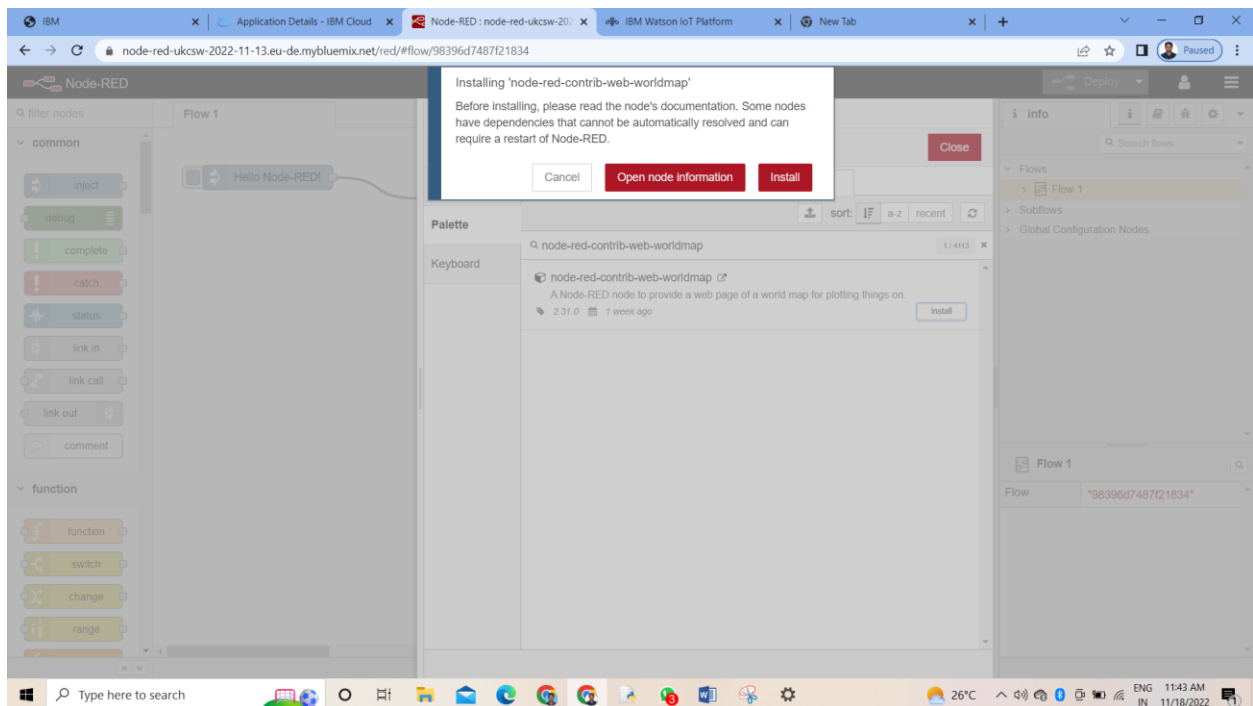 IBM
Application Details - IBM Cloud
Node-RED : node-red-ukcsw-202
IBM Watson IoT Platform
New Tab
node-red-ukcsw-2022-11-13.eu-de.mybluemix.net/red/#flow/98396d7487f21834
Paused
Node-RED
Deploy
Installing 'node-red-contrib-web-worldmap'
Before installing, please read the node's documentation. Some nodes
have dependencies that cannot be automatically resolved and can
require a restart of Node-RED.
Cancel
Open node information
Install
Close
filter nodes
common
inject
debug
complete
catch
status
link in
link call
link out
comment
function
function
switch
change
range
Flow 1
Hello Node-RED!
Palette
Keyboard
sort:
a-z
recent
node-red-contrib-web-worldmap
1 / 4115
node-red-contrib-web-worldmap
A Node-RED node to provide a web page of a world map for plotting things on.
2.31.0
1 week ago
install
info
Search flows
Flows
Flow 1
Subflows
Global Configuration Nodes
Flow 1
Flow
"98396d7487f21834"
Type here to search
26°C
ENG
IN
11:43 AM
11/18/2022